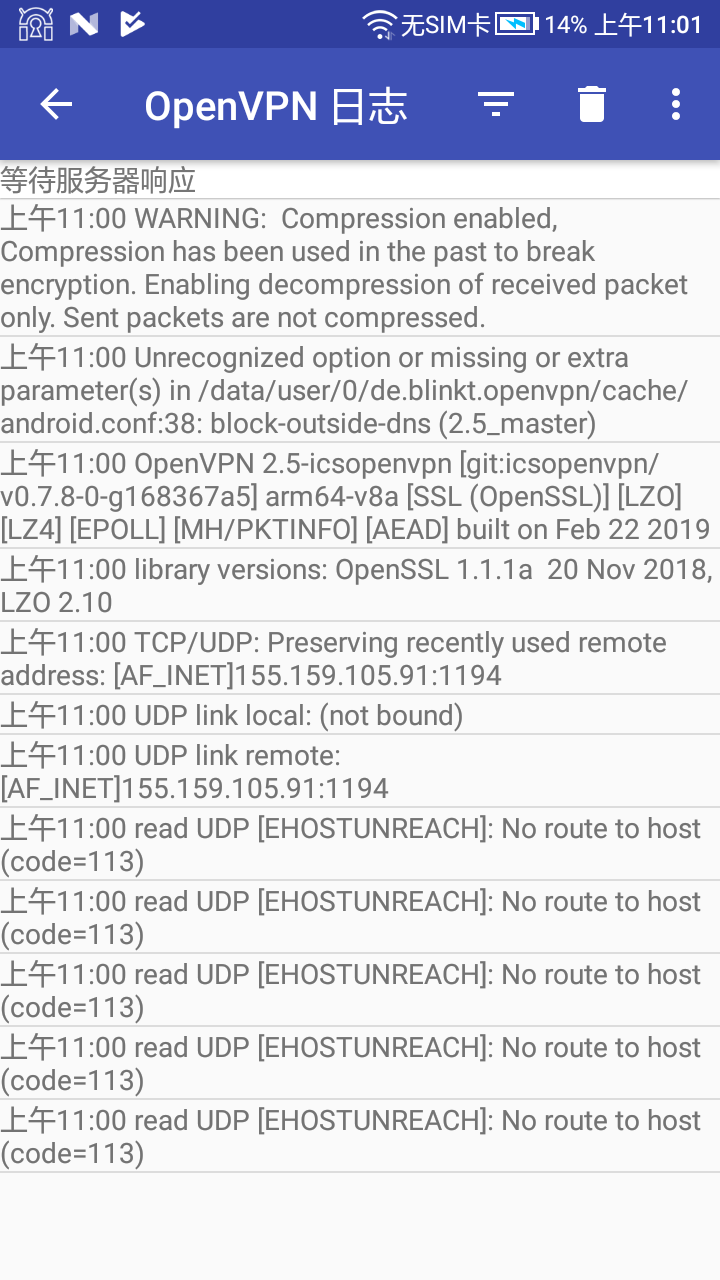 无SIM卡 14% 上午11:01
OpenVPN 日志
等待服务器响应
上午11:00 WARNING:  Compression enabled,
Compression has been used in the past to break
encryption. Enabling decompression of received packet
only. Sent packets are not compressed.
上午11:00 Unrecognized option or missing or extra
parameter(s) in /data/user/0/de.blinkt.openvpn/cache/
android.conf:38: block-outside-dns (2.5_master)
上午11:00 OpenVPN 2.5-icsopenvpn [git:icsopenvpn/
v0.7.8-0-g168367a5] arm64-v8a [SSL (OpenSSL)] [LZO]
[LZ4] [EPOLL] [MH/PKTINFO] [AEAD] built on Feb 22 2019
上午11:00 library versions: OpenSSL 1.1.1a  20 Nov 2018,
LZO 2.10
上午11:00 TCP/UDP: Preserving recently used remote
address: [AF_INET]155.159.105.91:1194
上午11:00 UDP link local: (not bound)
上午11:00 UDP link remote:
[AF_INET]155.159.105.91:1194
上午11:00 read UDP [EHOSTUNREACH]: No route to host
(code=113)
上午11:00 read UDP [EHOSTUNREACH]: No route to host
(code=113)
上午11:00 read UDP [EHOSTUNREACH]: No route to host
(code=113)
上午11:00 read UDP [EHOSTUNREACH]: No route to host
(code=113)
上午11:00 read UDP [EHOSTUNREACH]: No route to host
(code=113)